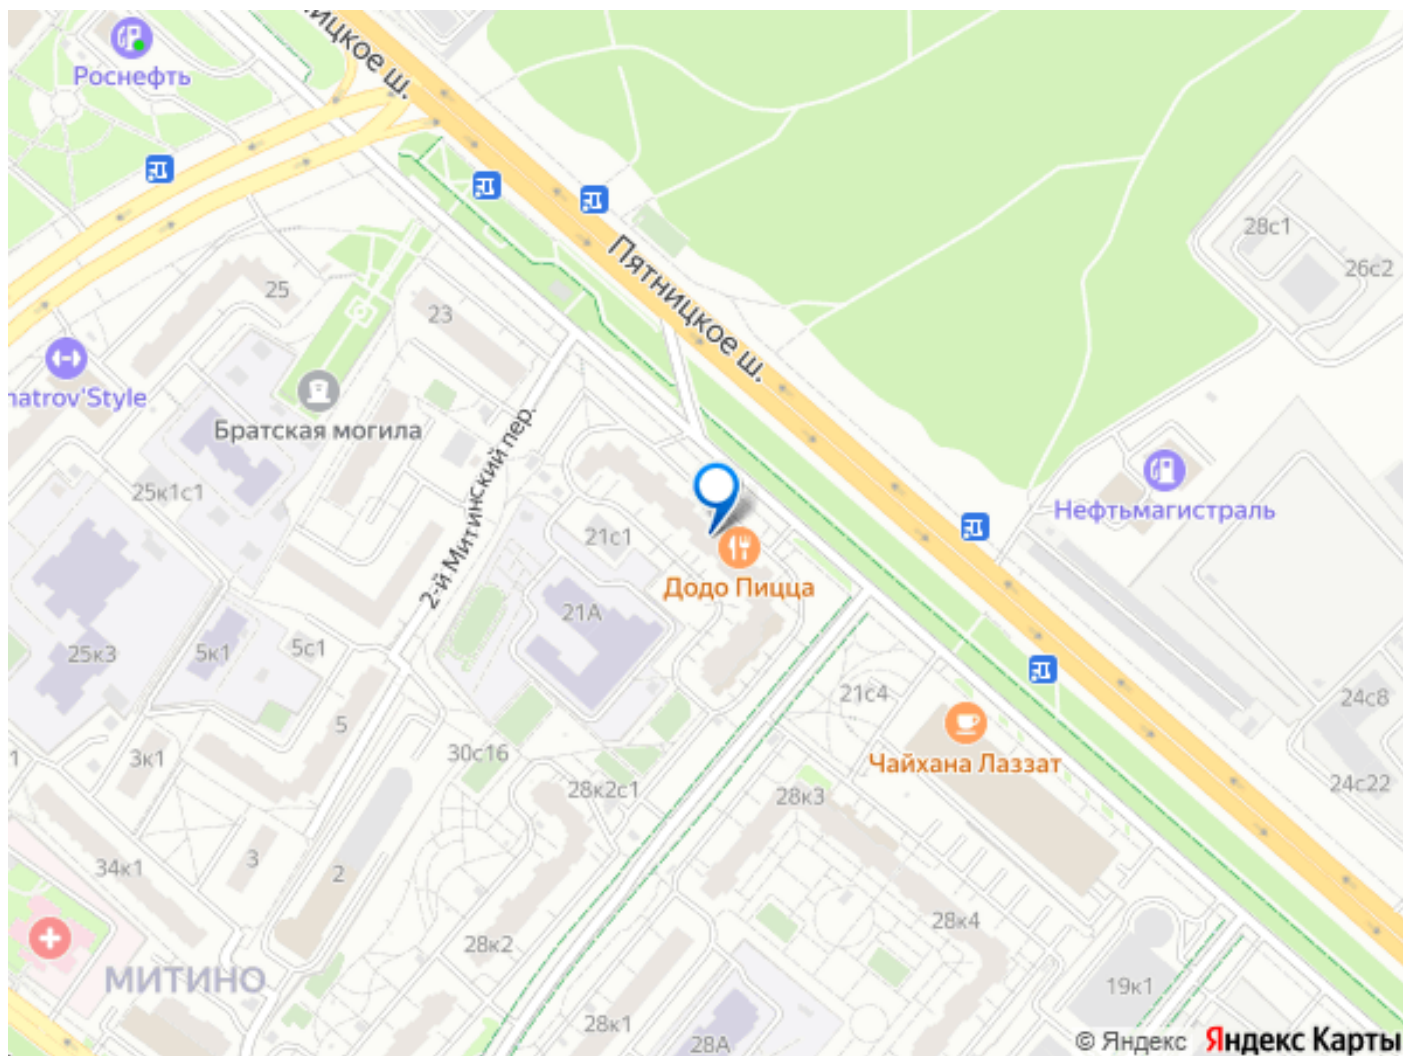 Роснефть
ицкое ш.
Пятницкое ш.
28с1
26с2
25
23
natrov'Style
Братская могила
2-й Митинский пер.
25к1с1
Нефтьмагистраль
21с1
Додо Пицца
21А
25к3
5к1
5с1
5
21с4
24с8
Чайхана Лаззат
1
3к1
30с16
28к2с1
28к3
24с22
34к1
3
2
28к2
28к4
МИТИНО
19к1
28к1
28А
© Яндекс Яндекс Карты